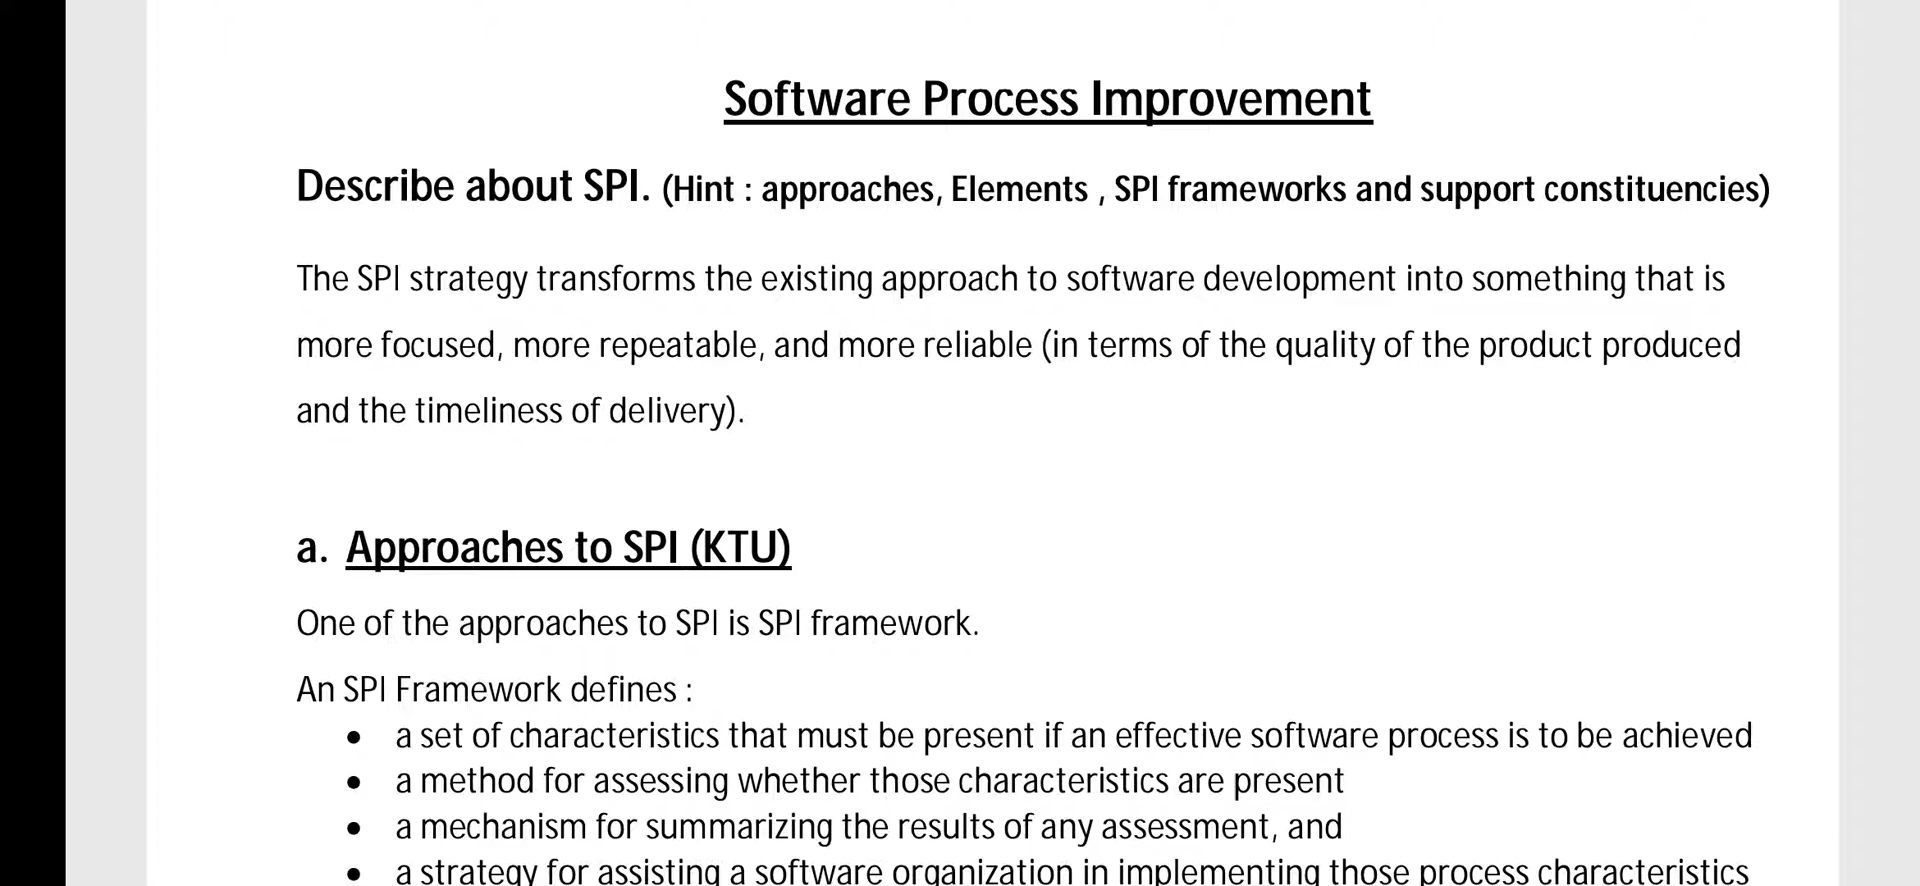 Software Process Improvement
Describe about SPI. (Hint : approaches, Elements , SPI frameworks and support constituencies)
The SPI strategy transforms the existing approach to software development into something that is
more focused, more repeatable, and more reliable (in terms of the quality of the product produced
and the timeliness of delivery).
a. Approaches to SPI (KTU)
One of the approaches to SPI is SPI framework.
An SPI Framework defines :
• a set of characteristics that must be present if an effective software process is to be achieved
• a method for assessing whether those characteristics are present
• a mechanism for summarizing the results of any assessment, and
• a strategy for assisting a software organization in implementing those process characteristics